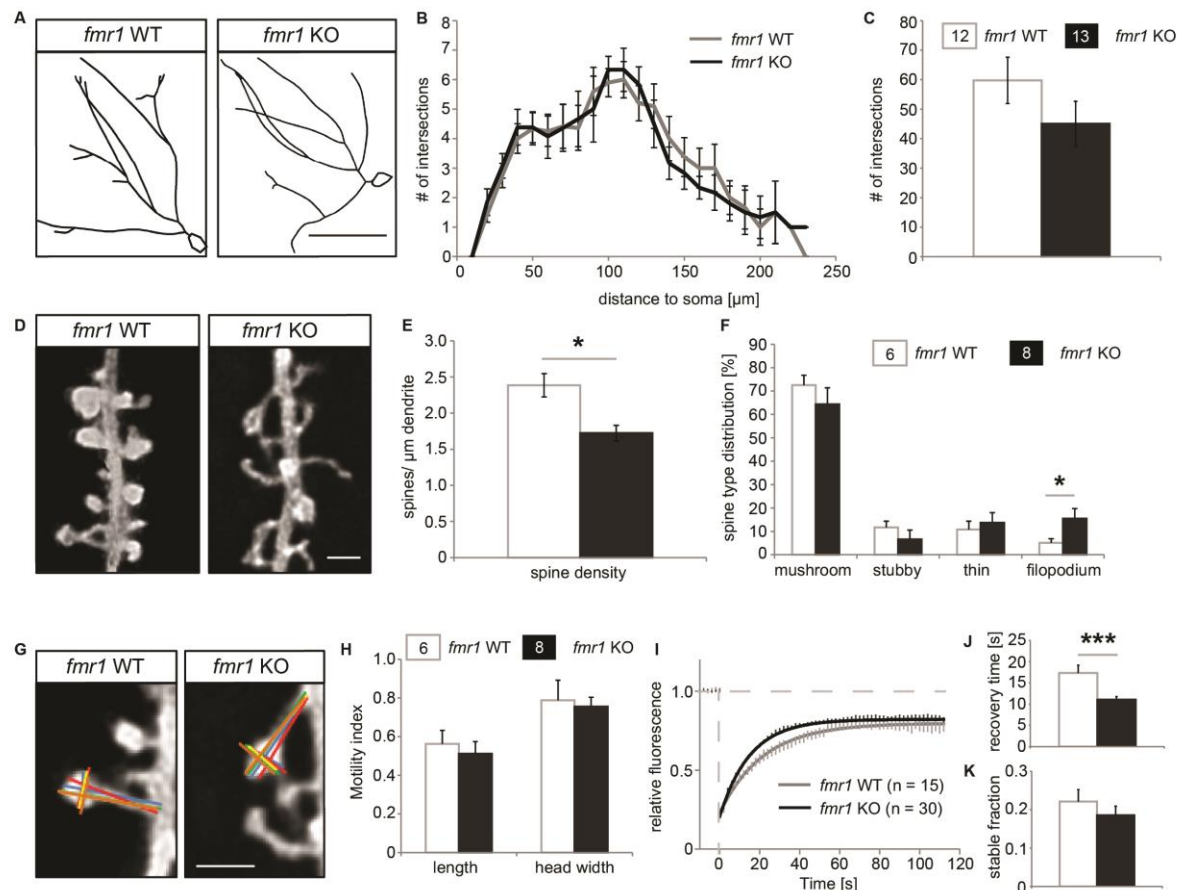 A
fmr1 WT
fmr1 KO
B
# of intersections
8
7
6
5
4
3
2
1
0
0
50
100
150
200
250
distance to soma [µm]
fmr1 WT
fmr1 KO
C
# of intersections
80
70
60
50
40
30
20
10
0
12 fmr1 WT
13 fmr1 KO
D
fmr1 WT
fmr1 KO
E
spines/ µm dendrite
3.0
2.5
2.0
1.5
1.0
0.5
0
*
spine density
F
spine type distribution [%]
90
80
70
60
50
40
30
20
10
0
6 fmr1 WT
8 fmr1 KO
*
mushroom
stubby
thin
filopodium
G
fmr1 WT
fmr1 KO
H
6 fmr1 WT
8 fmr1 KO
Motility index
1.0
0.8
0.6
0.4
0.2
0
length
head width
I
relative fluorescence
1.0
0.5
0
0
20
40
60
80
100
120
Time [s]
fmr1 WT (n = 15)
fmr1 KO (n = 30)
J
recovery time [s]
25
20
15
10
5
0
***
K
stable fraction
0.3
0.2
0.1
0